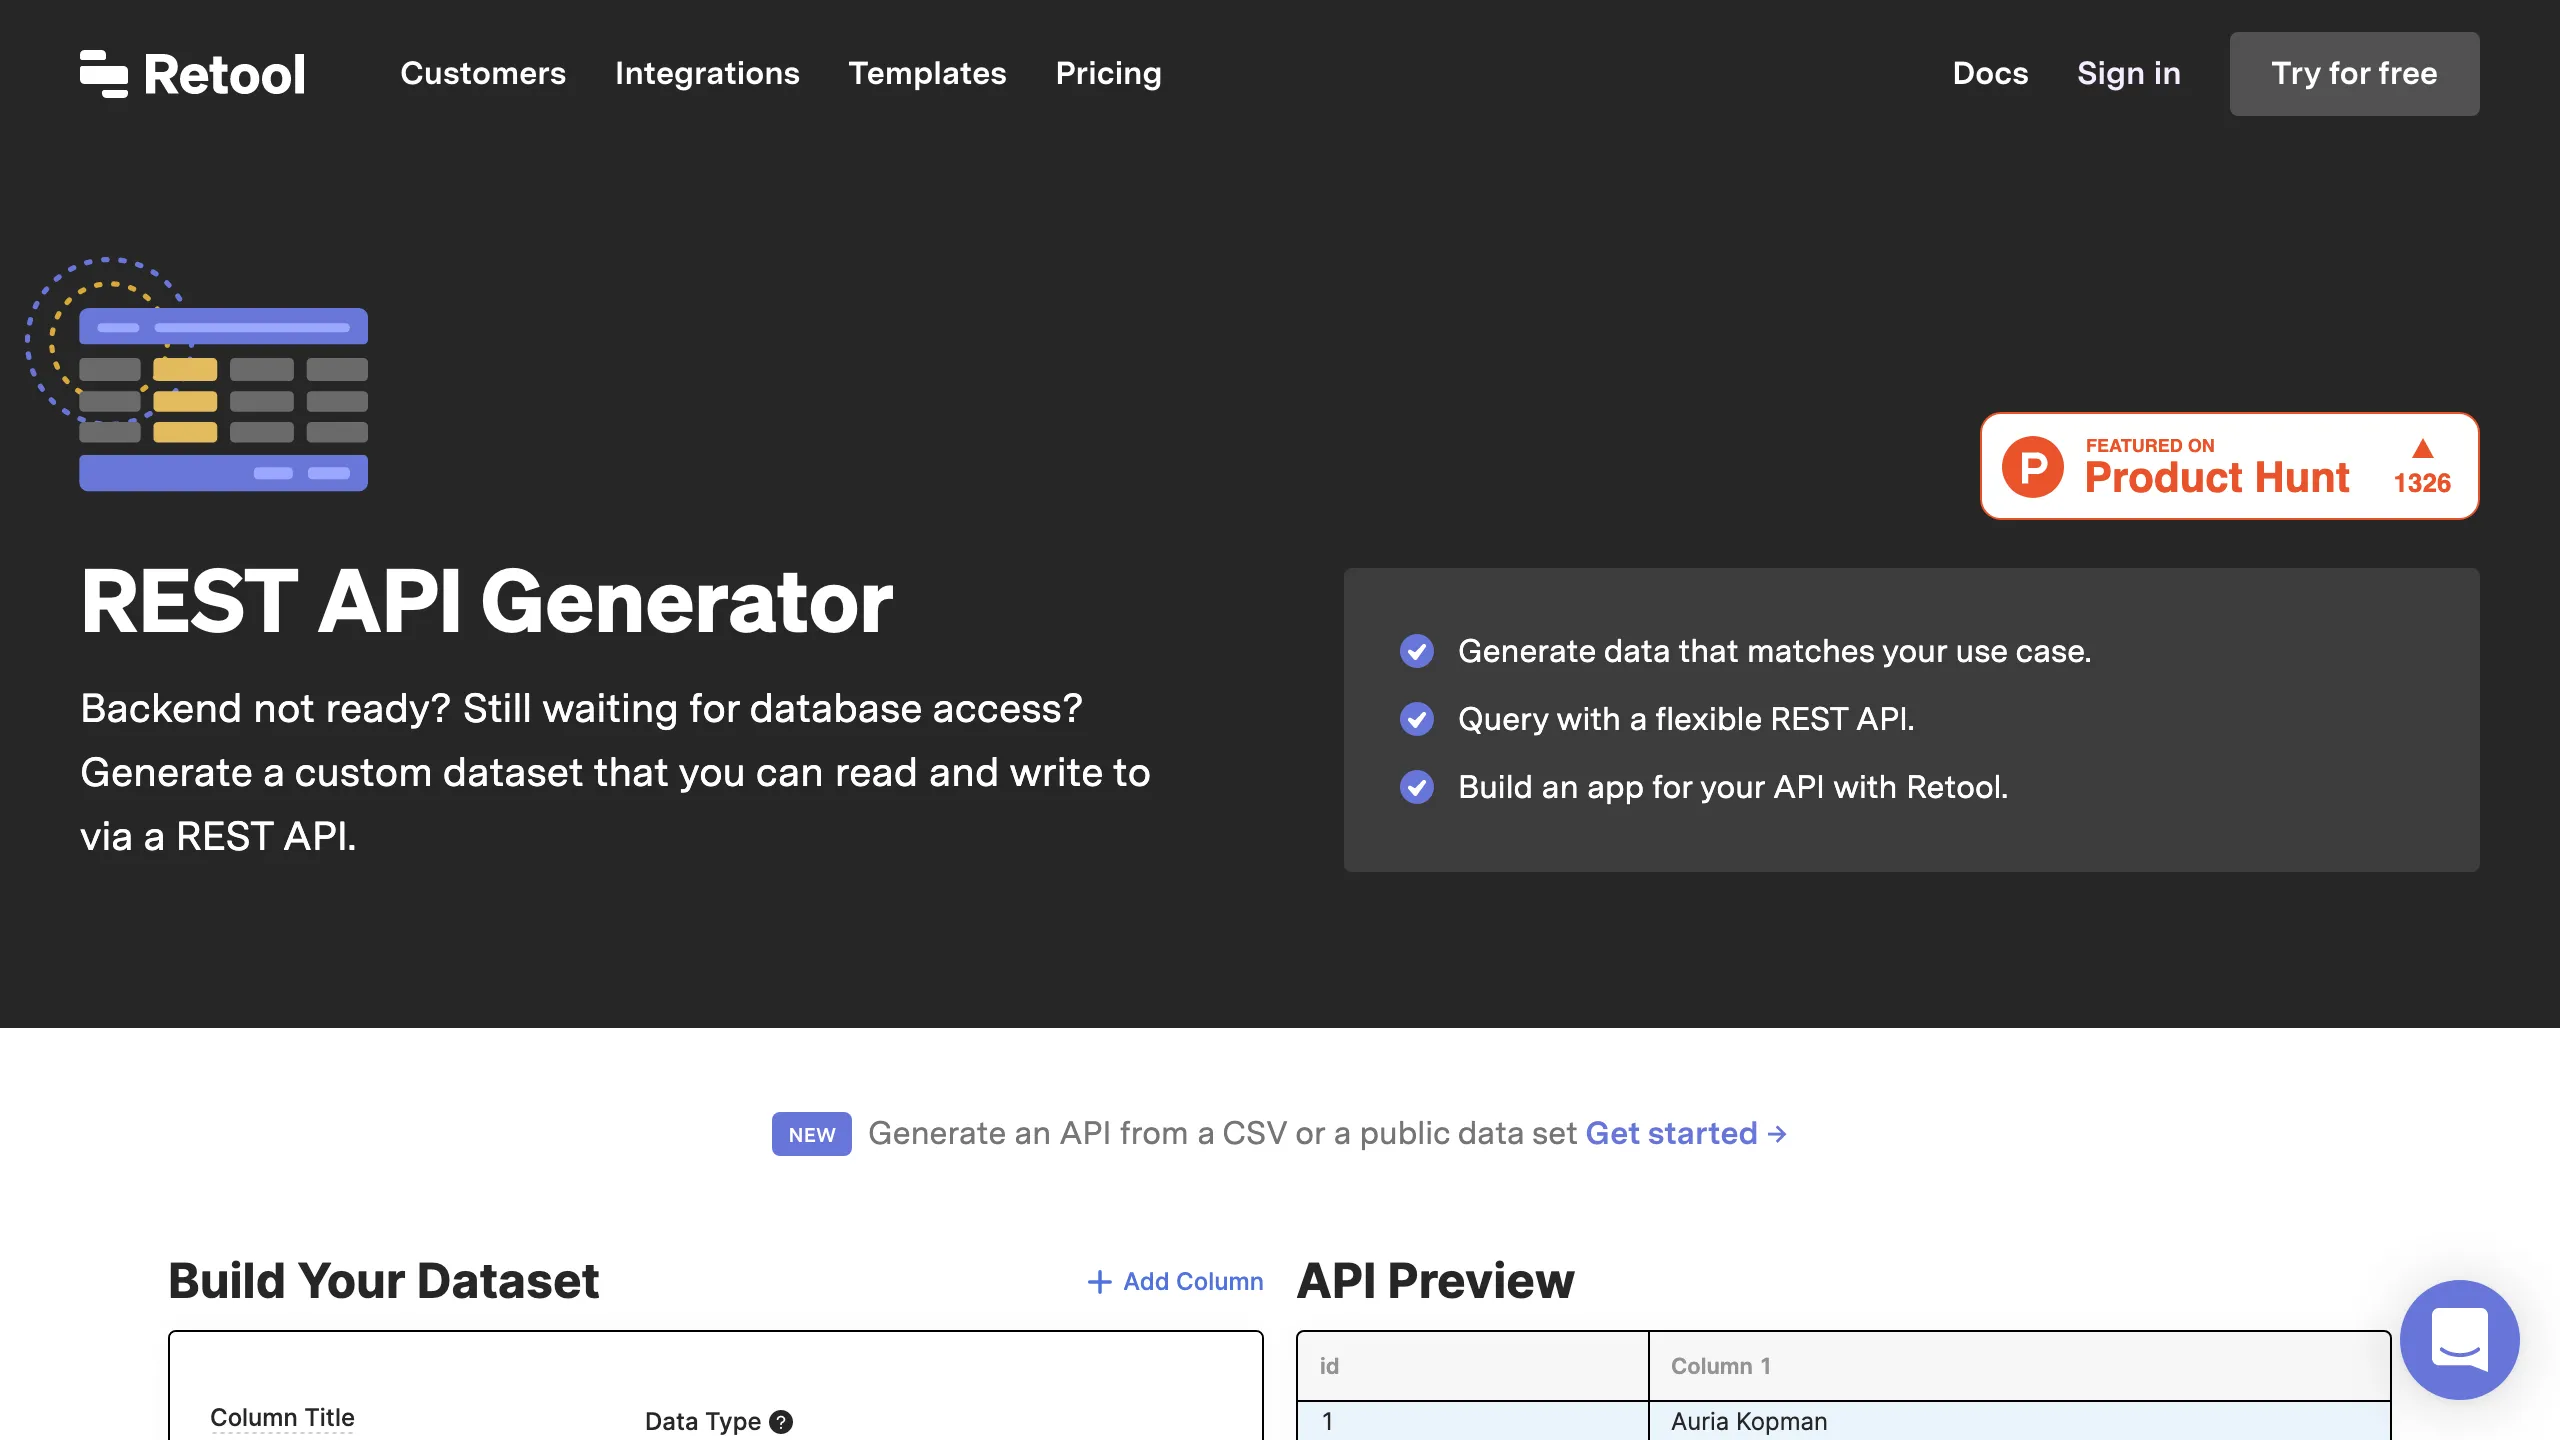 Retool
Customers
Integrations
Templates
Pricing
Docs
Sign in
Try for free
FEATURED ON
Product Hunt
1326
REST API Generator
Backend not ready? Still waiting for database access?
Generate a custom dataset that you can read and write to
via a REST API.
Generate data that matches your use case.
Query with a flexible REST API.
Build an app for your API with Retool.
NEW Generate an API from a CSV or a public data set Get started →
Build Your Dataset
+ Add Column
Column Title
Data Type ?
API Preview
id
Column 1
1
Auria Kopman